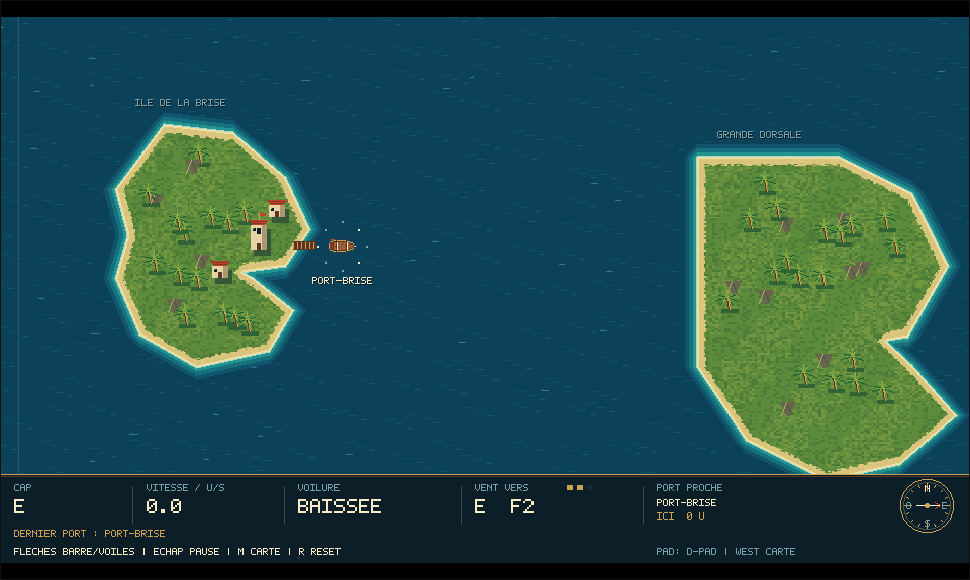 ILE DE LA BRISE
GRANDE DORSALE
PORT-BRISE
CAP
E
VITESSE / U/S
0.0
VOILURE
BAISSEE
VENT VERS
E F2
PORT PROCHE
PORT-BRISE
ICI 0 U
N
O E
S
DERNIER PORT : PORT-BRISE
FLECHES BARRE/VOILES | ECHAP PAUSE | M CARTE | R RESET
PAD: D-PAD | WEST CARTE